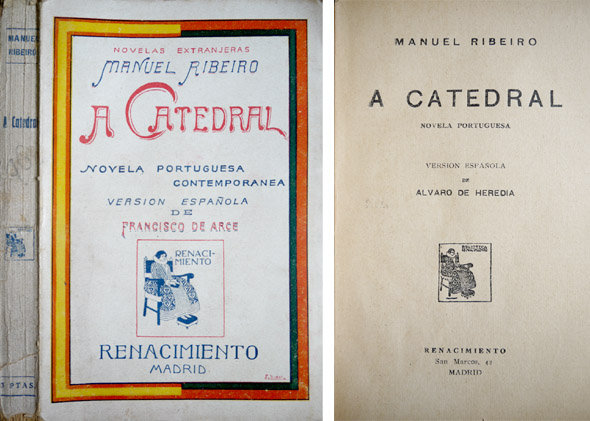 MANUEL
RIBEIRO
A Catedral
PTAS.
NOVELAS EXTRANJERAS
MANUEL RIBEIRO
A CATEDRAL
NOVELA PORTUGUESA
CONTEMPORANEA
VERSION ESPAÑOLA
DE
FRANCISCO DE ARCE
RENACI-
MIENTO
RENACIMIENTO
MADRID
MANUEL RIBEIRO
A CATEDRAL
NOVELA PORTUGUESA
VERSION ESPAÑOLA
DE
ALVARO DE HEREDIA
RENACIMIENTO
San Marcos, 42
MADRID